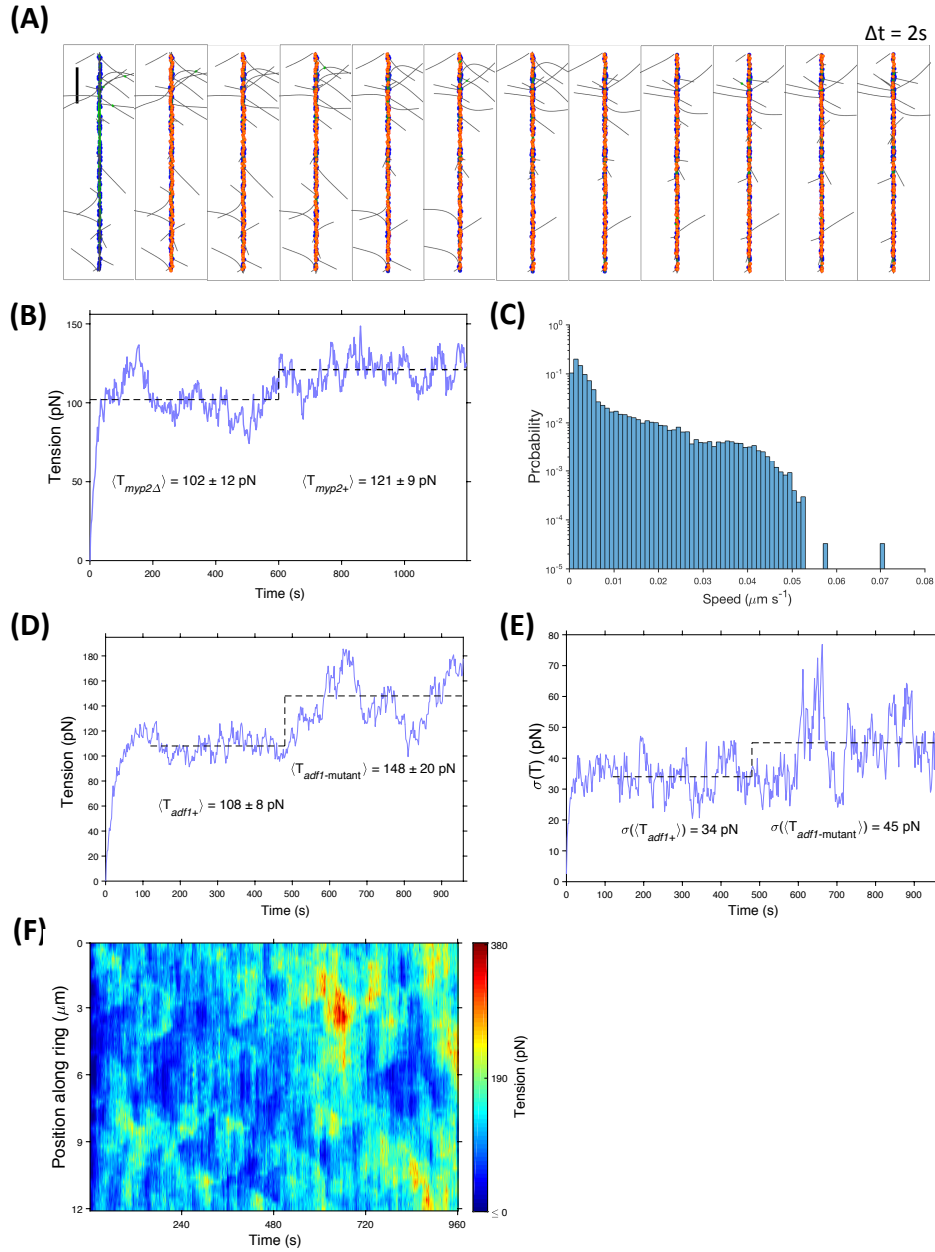 (A)
Δt = 2s
(B)
150
100
50
0
Tension (pN)
⟨T_myp2Δ⟩ = 102 ± 12 pN
⟨T_myp2+⟩ = 121 ± 9 pN
0 200 400 600 800 1000
Time (s)
(C)
10^0
10^-1
10^-2
10^-3
10^-4
10^-5
Probability
0 0.01 0.02 0.03 0.04 0.05 0.06 0.07 0.08
Speed (μm s^-1)
(D)
180
160
140
120
100
80
60
40
20
0
Tension (pN)
⟨T_adf1-mutant⟩ = 148 ± 20 pN
⟨T_adf1+⟩ = 108 ± 8 pN
0 100 200 300 400 500 600 700 800 900
Time (s)
(E)
80
70
60
50
40
30
20
10
0
σ(T) (pN)
σ(⟨T_adf1+⟩) = 34 pN
σ(⟨T_adf1-mutant⟩) = 45 pN
0 100 200 300 400 500 600 700 800 900
Time (s)
(F)
0
3
6
9
12
Position along ring (μm)
240 480 720 960
Time (s)
380
190
≤ 0
Tension (pN)